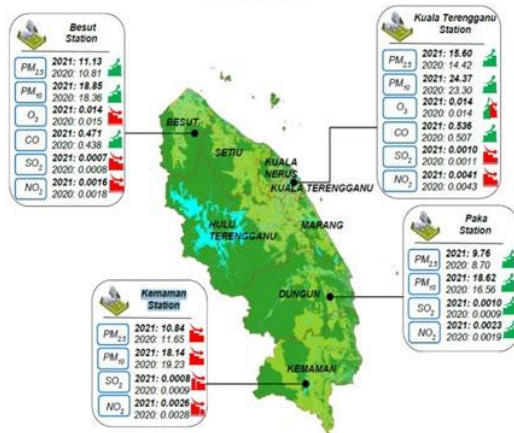 Besut
Station
PM2.5
2021: 11.13
2020: 10.81
PM10
2021: 18.85
2020: 18.36
O3
2021: 0.014
2020: 0.015
CO
2021: 0.471
2020: 0.438
SO2
2021: 0.0007
2020: 0.0008
NO2
2021: 0.0016
2020: 0.0018
Kuala Terengganu
Station
PM2.5
2021: 15.60
2020: 14.42
PM10
2021: 24.37
2020: 23.30
O3
2021: 0.014
2020: 0.014
CO
2021: 0.536
2020: 0.507
SO2
2021: 0.0010
2020: 0.0011
NO2
2021: 0.0041
2020: 0.0043
BESUT
SETIU
KUALA
NERUS
KUALA TERENGGANU
HULU
TERENGGANU
MARANG
DUNGUN
KEMAMAN
Paka
Station
PM2.5
2021: 9.76
2020: 8.70
PM10
2021: 18.62
2020: 16.56
SO2
2021: 0.0010
2020: 0.0009
NO2
2021: 0.0023
2020: 0.0019
Kemaman
Station
PM2.5
2021: 10.84
2020: 11.65
PM10
2021: 18.14
2020: 19.23
SO2
2021: 0.0008
2020: 0.0009
NO2
2021: 0.0026
2020: 0.0028